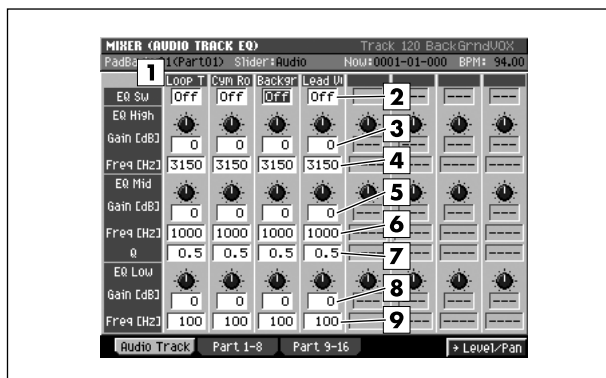 MIXER (AUDIO TRACK EQ) Track 120 BackGrndVOX
PadBa 01(Part01) Slider:Audio Now:0001-01-000 BPM: 94.00
1
Loop T Cym Ro Backgr Lead
EQ Sw Off Off Off Off 2 --- --- ---
EQ High
Gain [dB] 0 0 0 0 3 --- --- ---
Freq [Hz] 3150 3150 3150 3150 4 --- --- ---
EQ Mid
Gain [dB] 0 0 0 0 5 --- --- ---
Freq [Hz] 1000 1000 1000 1000 6 --- --- ---
Q 0.5 0.5 0.5 0.5 7 --- --- ---
EQ Low
Gain [dB] 0 0 0 0 8 --- --- ---
Freq [Hz] 100 100 100 100 9 --- --- ---
Audio Track Part 1-8 Part 9-16 → Level/Pan